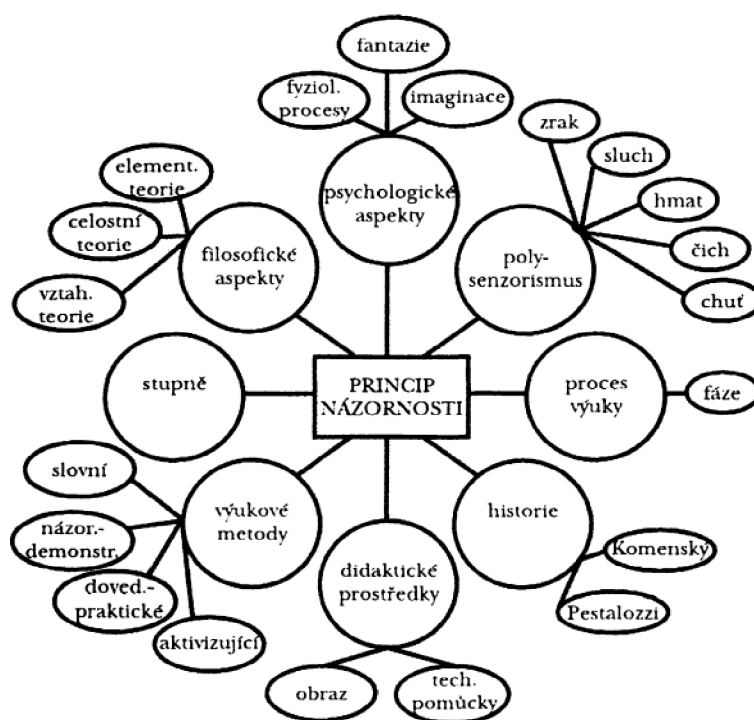 fantazie
fyziol.
procesy
imaginace
psychologické
aspekty
zrak
sluch
hmat
čich
chuť
poly-
senzorismus
element.
teorie
celostní
teorie
vztah.
teorie
filosofické
aspekty
stupně
PRINCIP
NÁZORNOSTI
proces
výuky
fáze
slovní
názor.-
demonstr.
doved.-
praktické
aktivizující
výukové
metody
didaktické
prostředky
obraz
tech.
pomůcky
historie
Komenský
Pestalozzi